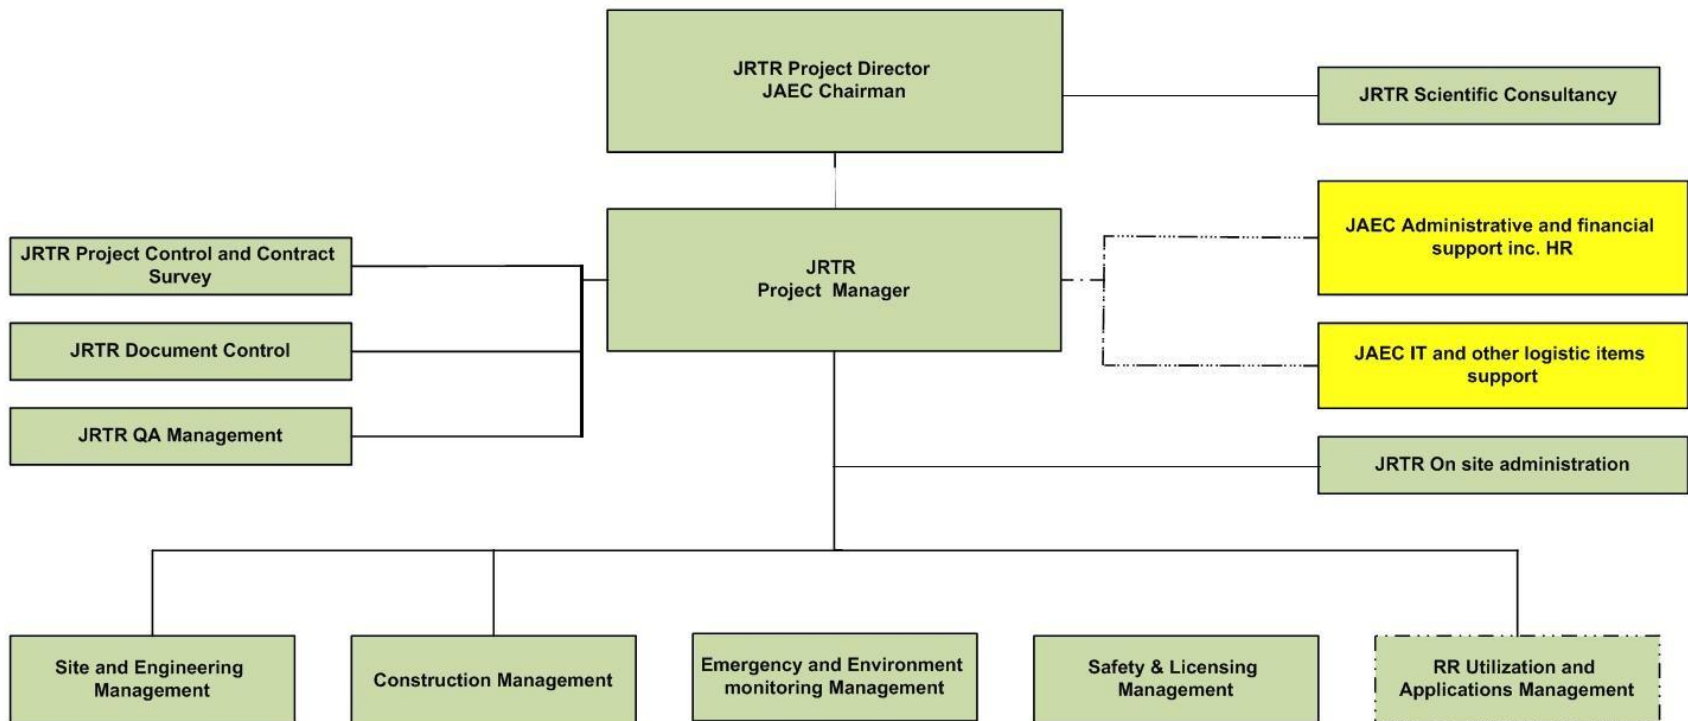 JRTR Project Director
JAEC Chairman
JRTR Scientific Consultancy
JAEC Administrative and financial
support inc. HR
JRTR Project Control and Contract
Survey
JRTR
Project Manager
JRTR Document Control
JAEC IT and other logistic items
support
JRTR QA Management
JRTR On site administration
Site and Engineering
Management
Construction Management
Emergency and Environment
monitoring Management
Safety & Licensing
Management
RR Utilization and
Applications Management